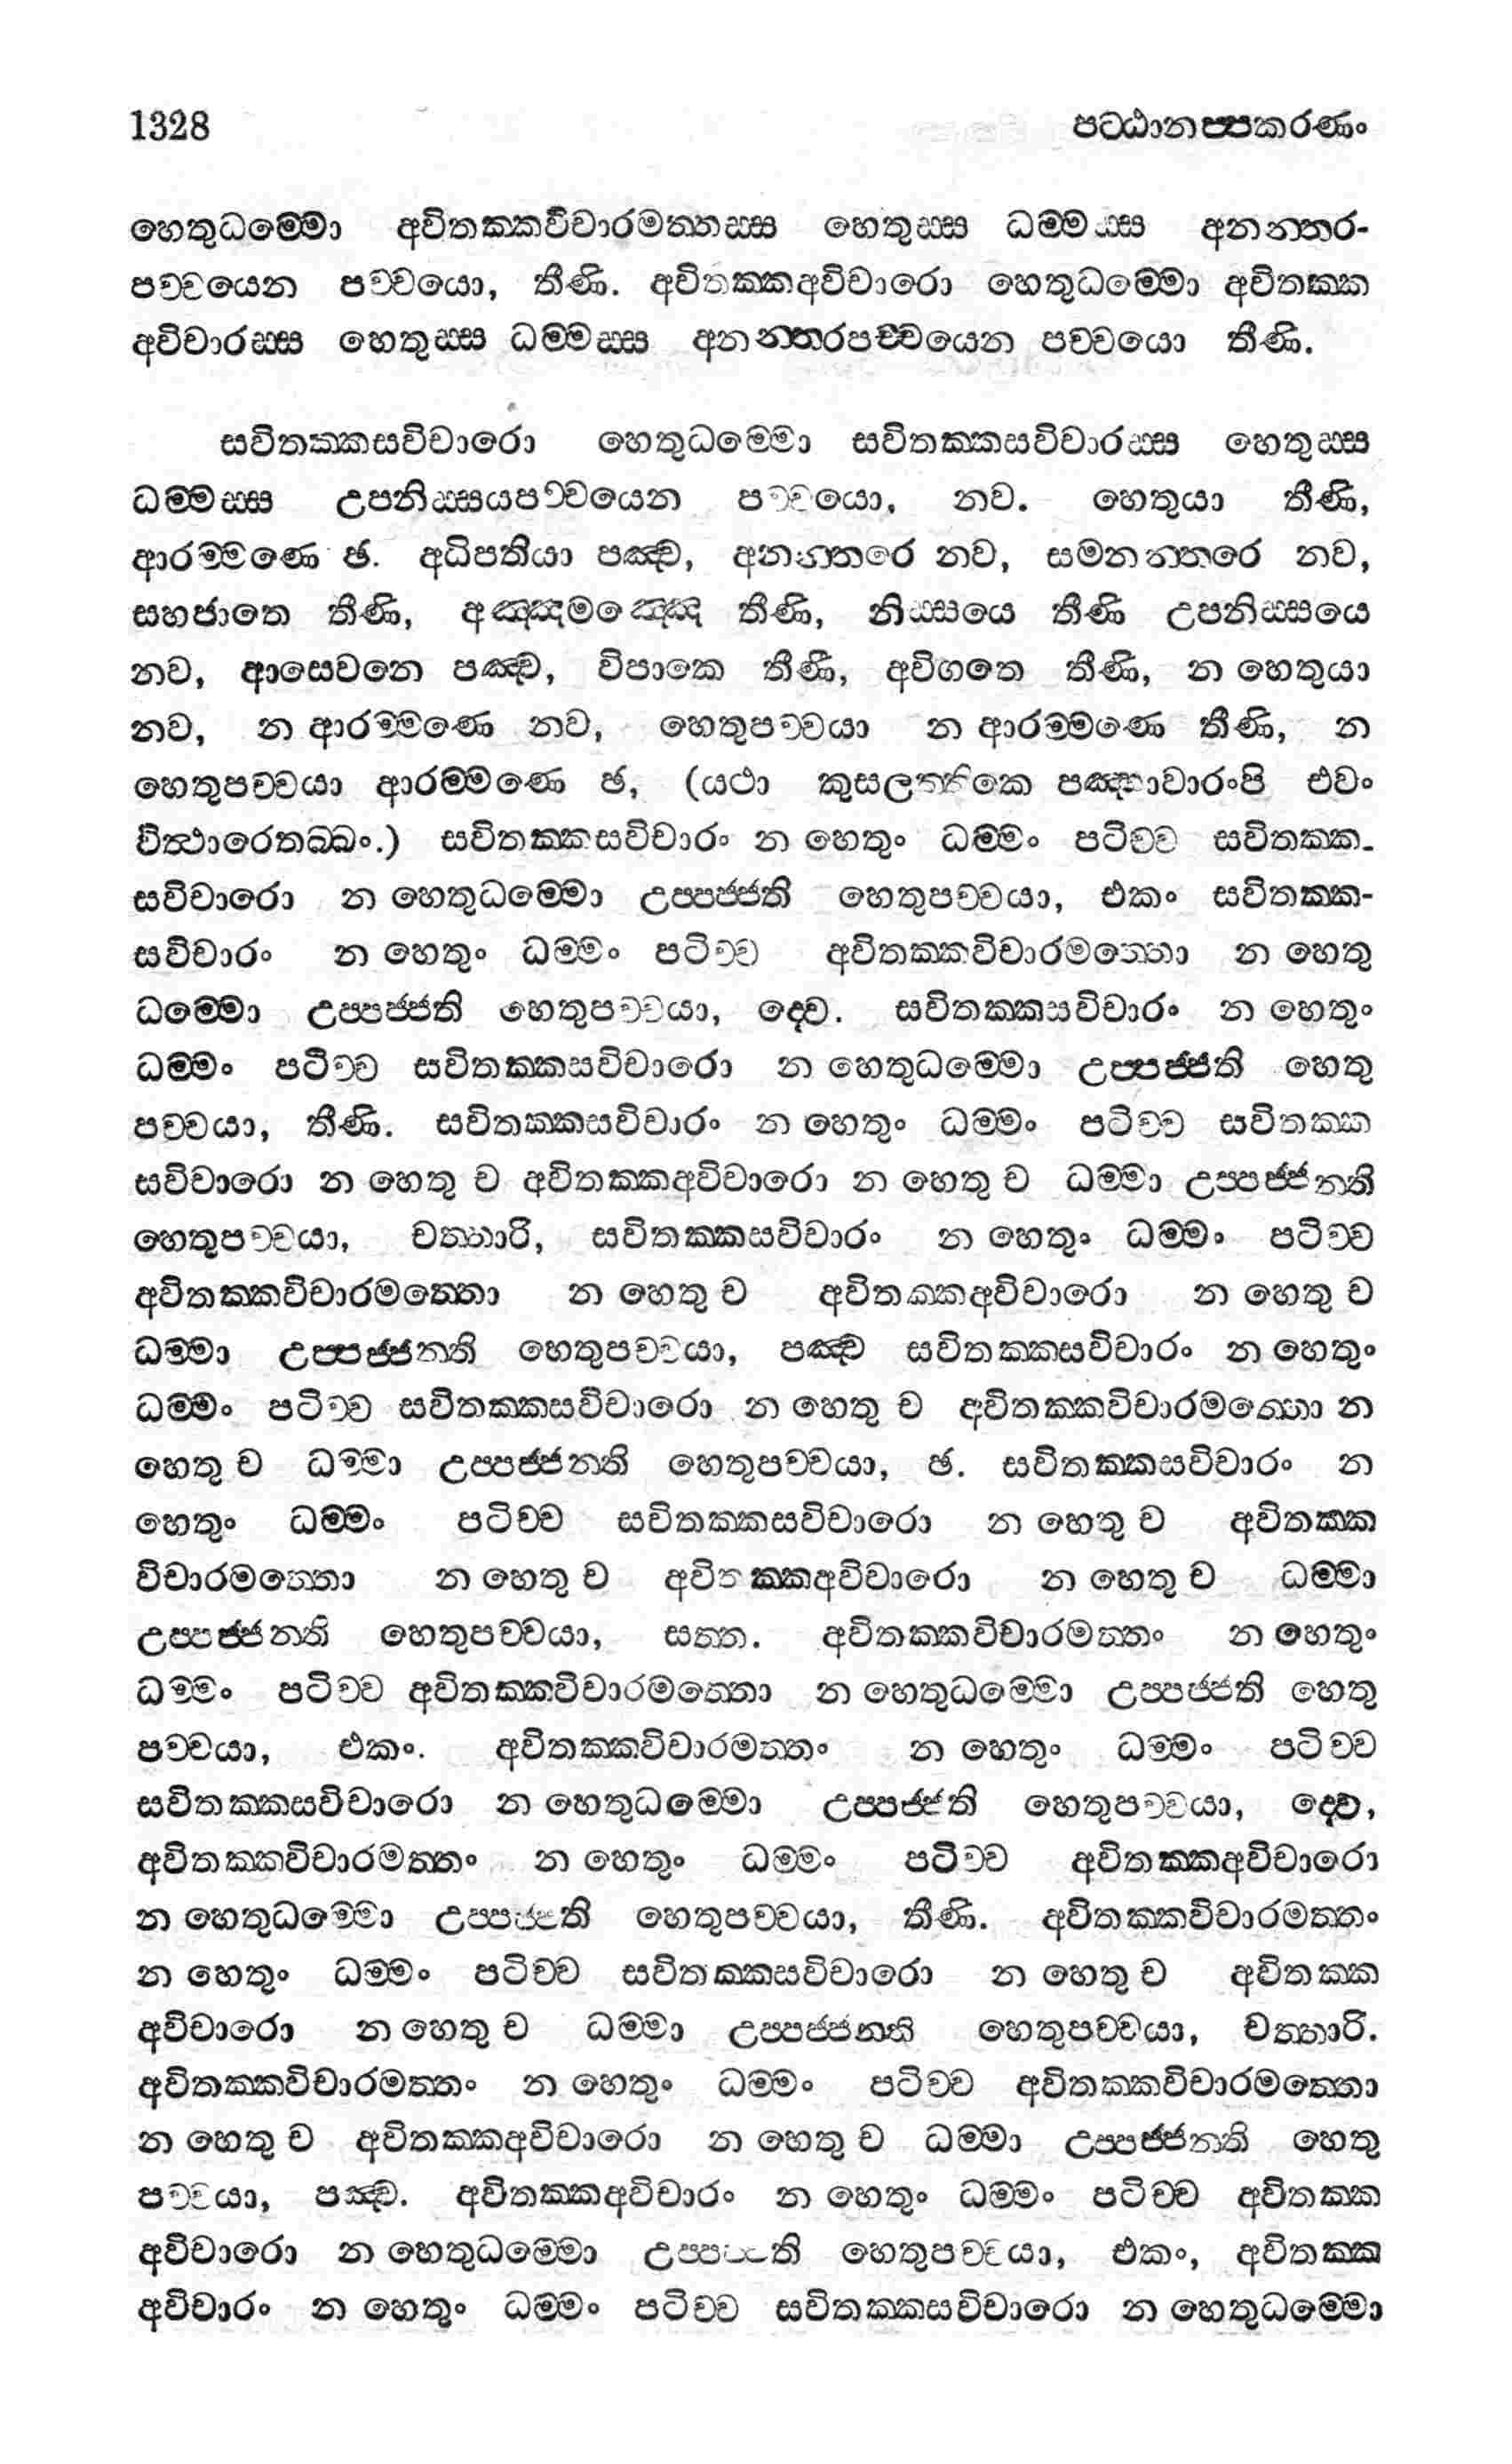 1328 පට්ඨානප්පකරණං
හෙතුධම්මො අවිතක්කවිචාරමත්තස්ස හෙතුස්ස ධම්මස්ස අනන්තර-
පච්චයෙන පච්චයො, තීණි. අවිතක්කඅවිචාරො හෙතුධම්මො අවිතක්ක
අවිචාරස්ස හෙතුස්ස ධම්මස්ස අනන්තරපච්චයෙන පච්චයො තීණි.
සවිතක්කසවිචාරො හෙතුධම්මො සවිතක්කසවිචාරස්ස හෙතුස්ස
ධම්මස්ස උපනිස්සයපච්චයෙන පච්චයො, නව. හෙතුයා තීණි,
ආරම්මණෙ ඡ. අධිපතියා පඤ්ච, අනන්තරෙ නව, සමනන්තරෙ නව,
සහජාතෙ තීණි, අඤ්ඤමඤ්ඤෙ තීණි, නිස්සයෙ තීණි උපනිස්සයෙ
නව, ආසෙවනෙ පඤ්ච, විපාකෙ තීණී, අවිගතෙ තීණි, න හෙතුයා
නව, න ආරම්මණෙ නව, හෙතුපච්චයා න ආරම්මණෙ තීණි, න
හෙතුපච්චයා ආරම්මණෙ ඡ, (යථා කුසලත්තිකෙ පඤ්හාවාරංපි එවං
විත්ථාරෙතබ්බං.) සවිතක්කසවිචාරං න හෙතුං ධම්මං පටිච්ච සවිතක්ක-
සවිචාරො න හෙතුධම්මො උප්පජ්ජති හෙතුපච්චයා, එකං සවිතක්ක-
සවිචාරං න හෙතුං ධම්මං පටිච්ච අවිතක්කවිචාරමත්තො න හෙතු
ධම්මො උප්පජ්ජති හෙතුපච්චයා, ද්වෙ. සවිතක්කසවිචාරං න හෙතුං
ධම්මං පටිච්ච සවිතක්කසවිචාරො න හෙතුධම්මො උප්පජ්ජති හෙතු
පච්චයා, තීණි. සවිතක්කසවිචාරං න හෙතුං ධම්මං පටිච්ච සවිතක්ක
සවිචාරො න හෙතු ච අවිතක්කඅවිචාරො න හෙතු ච ධම්මා උප්පජ්ජන්ති
හෙතුපච්චයා, චත්තාරි, සවිතක්කසවිචාරං න හෙතුං ධම්මං පටිච්ච
අවිතක්කවිචාරමත්තො න හෙතු ච අවිතක්කඅවිචාරො න හෙතු ච
ධම්මා උප්පජ්ජන්ති හෙතුපච්චයා, පඤ්ච සවිතක්කසවිචාරං න හෙතුං
ධම්මං පටිච්ච සවිතක්කසවිචාරො න හෙතු ච අවිතක්කවිචාරමත්තො න
හෙතු ච ධම්මා උප්පජ්ජන්ති හෙතුපච්චයා, ඡ. සවිතක්කසවිචාරං න
හෙතුං ධම්මං පටිච්ච සවිතක්කසවිචාරො න හෙතු ච අවිතක්ක
විචාරමත්තො න හෙතු ච අවිතක්කඅවිචාරො න හෙතු ච ධම්මා
උප්පජ්ජන්ති හෙතුපච්චයා, සත්ත. අවිතක්කවිචාරමත්තං න හෙතුං
ධම්මං පටිච්ච අවිතක්කවිචාරමත්තො න හෙතුධම්මො උප්පජ්ජති හෙතු
පච්චයා, එකං. අවිතක්කවිචාරමත්තං න හෙතුං ධම්මං පටිච්ච
සවිතක්කසවිචාරො න හෙතුධම්මො උප්පජ්ජති හෙතුපච්චයා, ද්වෙ,
අවිතක්කවිචාරමත්තං න හෙතුං ධම්මං පටිච්ච අවිතක්කඅවිචාරො
න හෙතුධම්මො උප්පජ්ජති හෙතුපච්චයා, තීණි. අවිතක්කවිචාරමත්තං
න හෙතුං ධම්මං පටිච්ච සවිතක්කසවිචාරො න හෙතු ච අවිතක්ක
අවිචාරො න හෙතු ච ධම්මා උප්පජ්ජන්ති හෙතුපච්චයා, චත්තාරි.
අවිතක්කවිචාරමත්තං න හෙතුං ධම්මං පටිච්ච අවිතක්කවිචාරමත්තො
න හෙතු ච අවිතක්කඅවිචාරො න හෙතු ච ධම්මා උප්පජ්ජන්ති හෙතු
පච්චයා, පඤ්ච. අවිතක්කඅවිචාරං න හෙතුං ධම්මං පටිච්ච අවිතක්ක
අවිචාරො න හෙතුධම්මො උප්පජ්ජති හෙතුපච්චයා, එකං, අවිතක්ක
අවිචාරං න හෙතුං ධම්මං පටිච්ච සවිතක්කසවිචාරො න හෙතුධම්මො